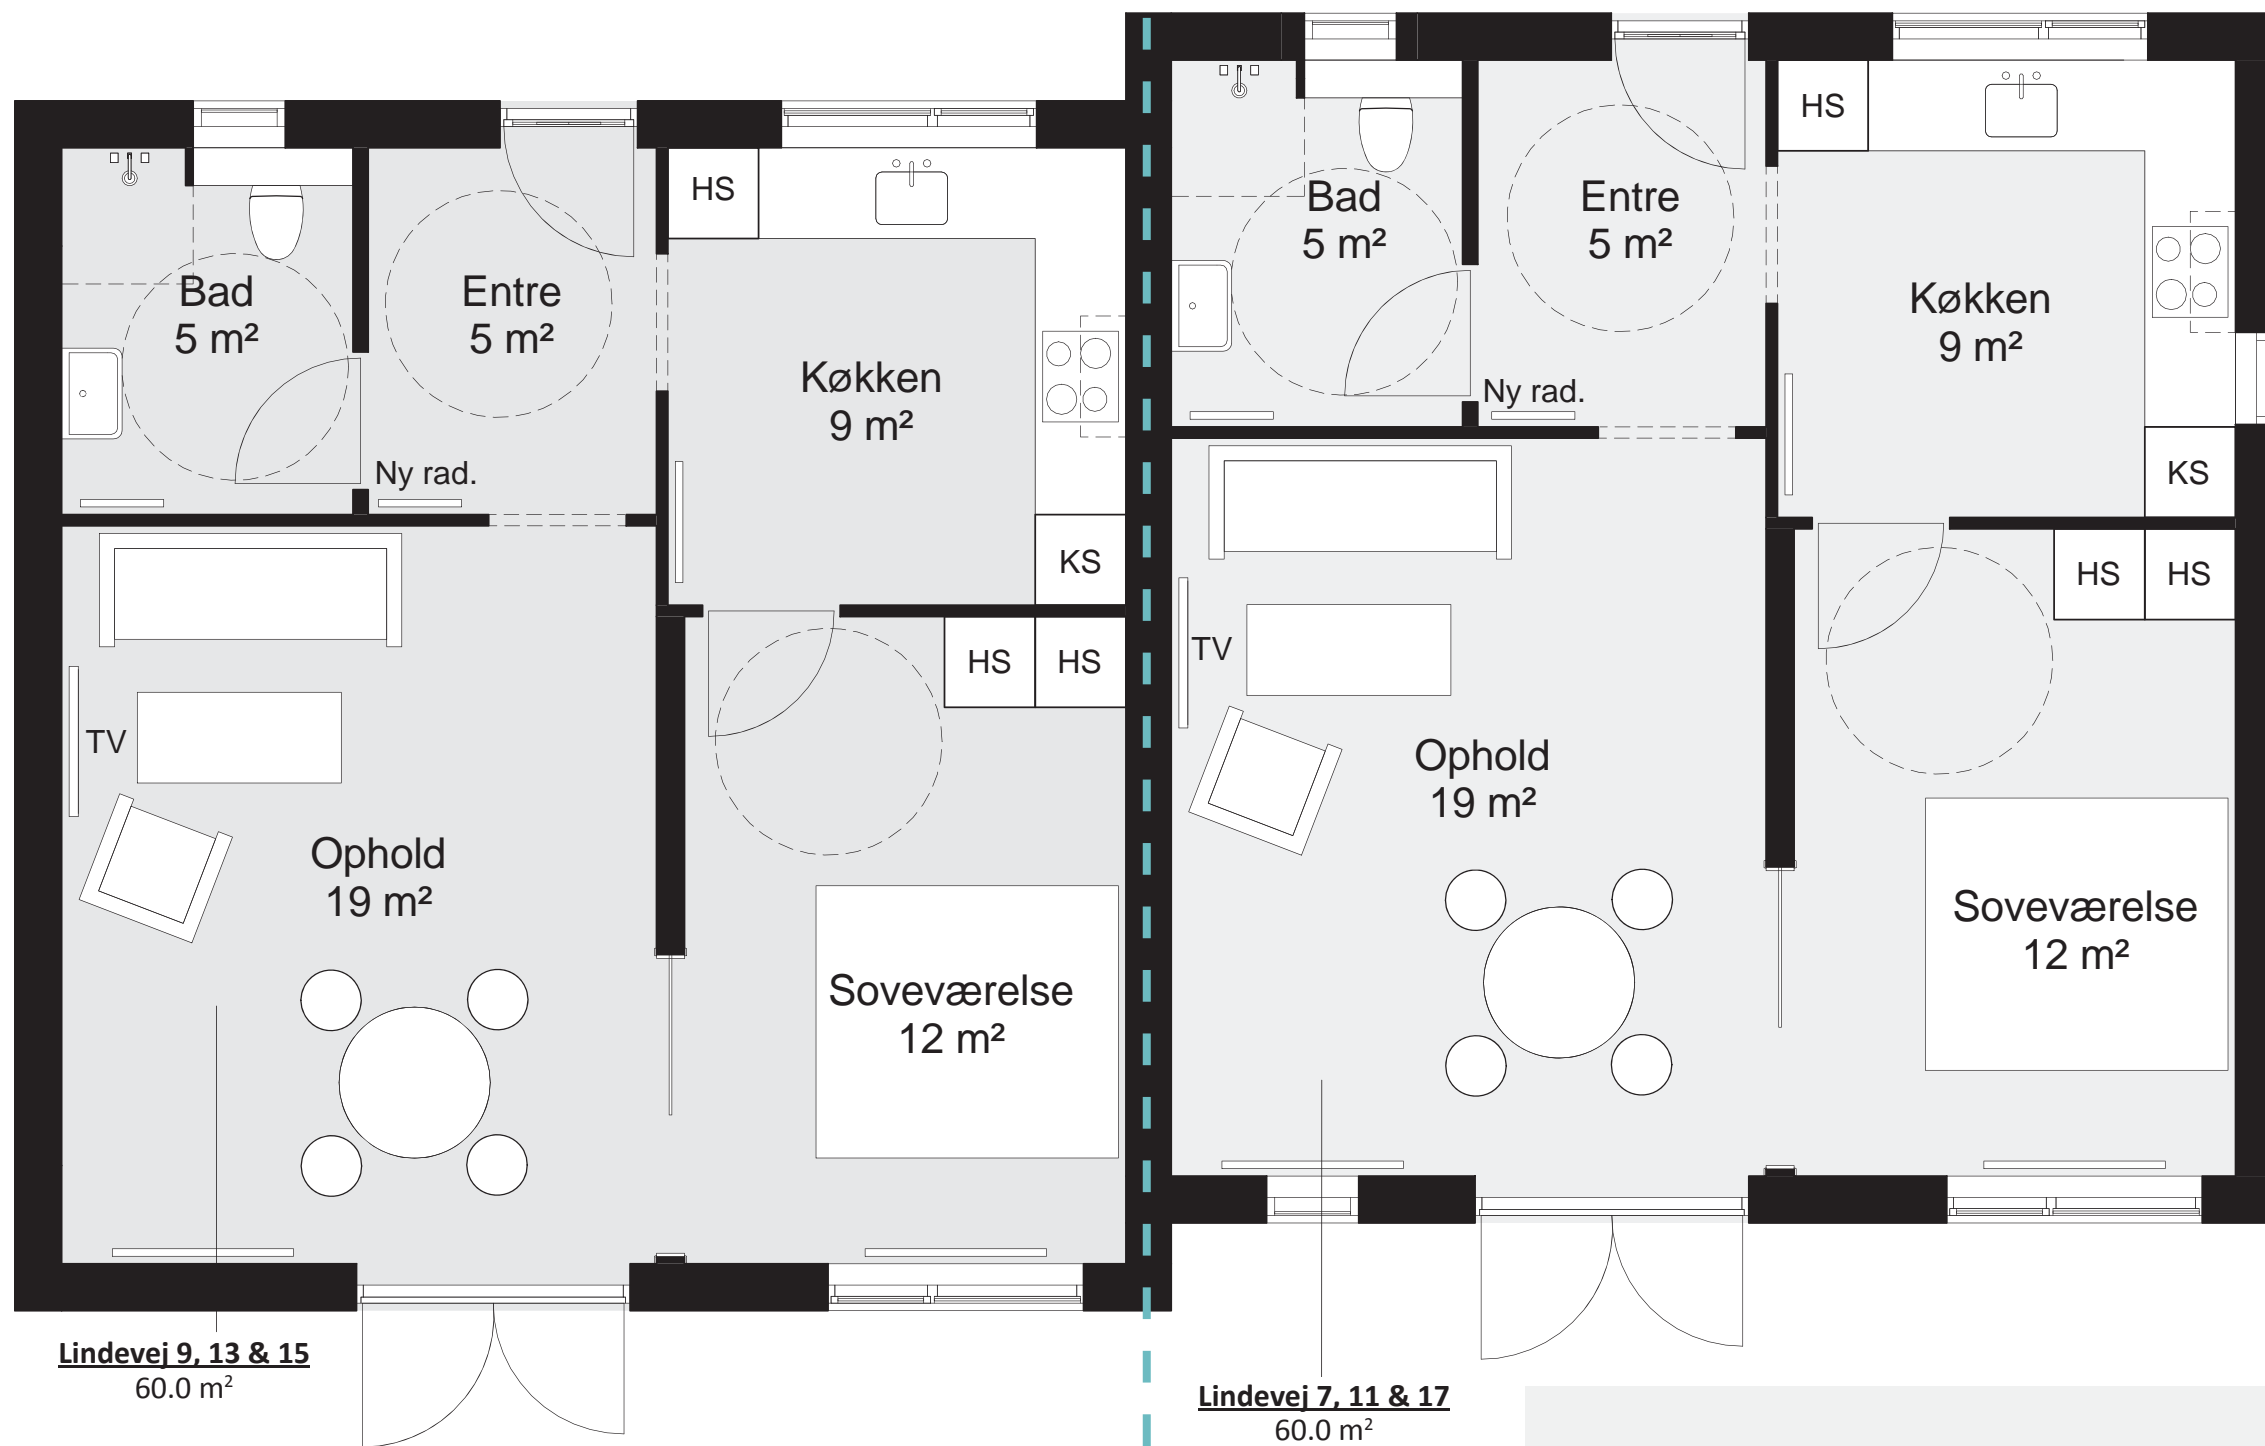 Bad
5 m²
Entre
5 m²
HS
Køkken
9 m²
Ny rad.
KS
HS
HS
TV
Ophold
19 m²
Soveværelse
12 m²
Lindevej 9, 13 & 15
60.0 m²
Bad
5 m²
Entre
5 m²
HS
Køkken
9 m²
Ny rad.
KS
HS
HS
TV
Ophold
19 m²
Soveværelse
12 m²
Lindevej 7, 11 & 17
60.0 m²